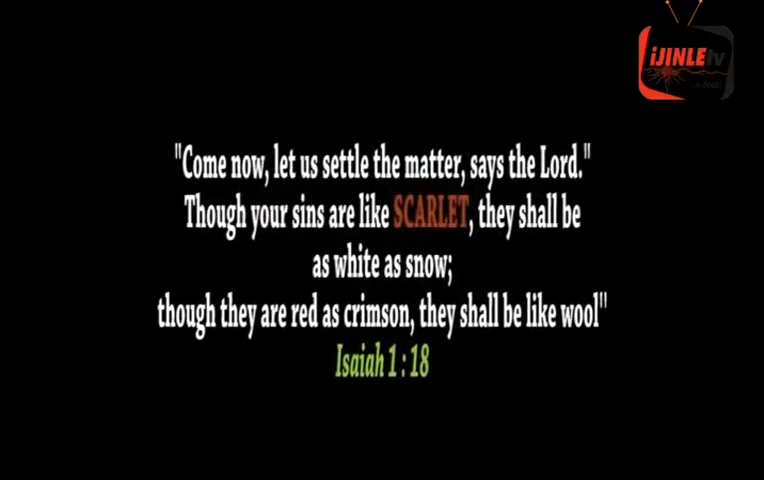 iJINLEtv
"Come now, let us settle the matter, says the Lord."
Though your sins are like SCARLET, they shall be
as white as snow;
though they are red as crimson, they shall be like wool"
Isaiah 1 : 18